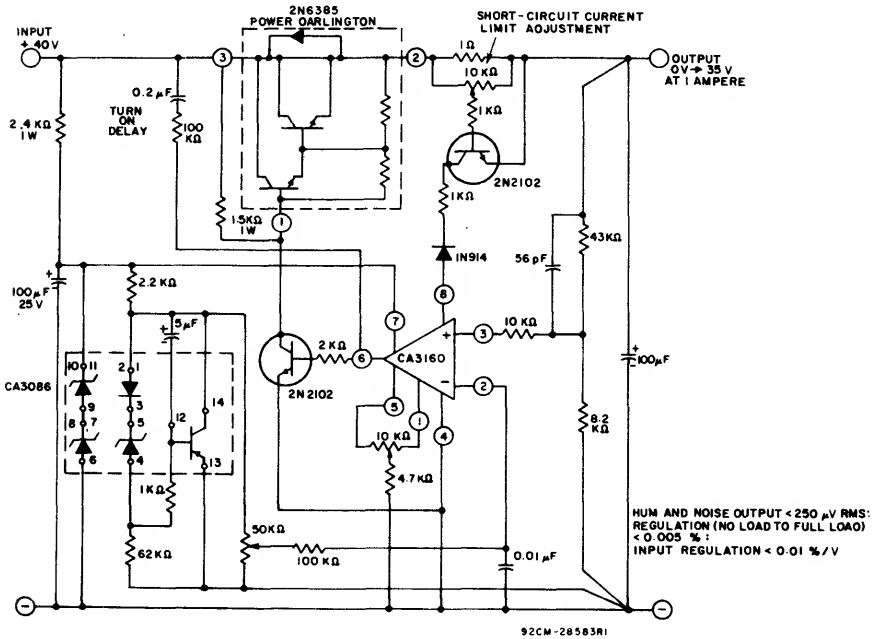 2N6385
POWER DARLINGTON
SHORT-CIRCUIT CURRENT
LIMIT ADJUSTMENT
INPUT
+ 40 V
3
2
1Ω
10 KΩ
OUTPUT
0V → 35 V
AT 1 AMPERE
0.2 µF
TURN
ON
DELAY
100
KΩ
2.4 KΩ
1 W
1KΩ
2N2102
1KΩ
1.5KΩ
1W
1
1N914
43KΩ
56 pF
100µF
25 V
+
2.2 KΩ
5µF
+
8
7
3
10 KΩ
+
CA3160
−
2
6
2 KΩ
2N2102
+
100µF
−
CA3086
10
11
9
8
7
6
2
1
3
5
4
12
14
13
5
1
4
10 KΩ
4.7KΩ
8.2
KΩ
1KΩ
62KΩ
50KΩ
100 KΩ
0.01 µF
HUM AND NOISE OUTPUT < 250 µV RMS:
REGULATION (NO LOAD TO FULL LOAD)
< 0.005 % :
INPUT REGULATION < 0.01 %/V
−
−
92CM-28583R1